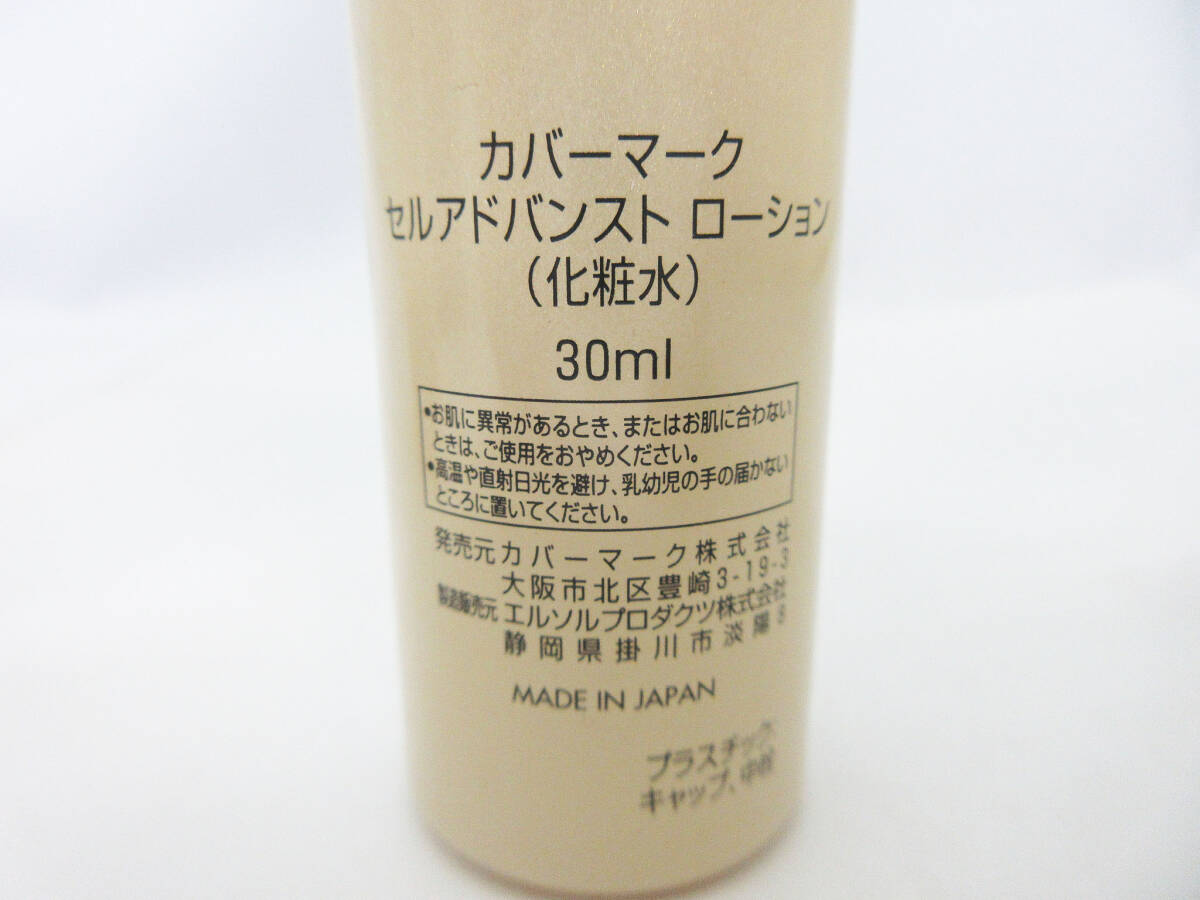 カバーマーク
セルアドバンスト ローション
(化粧水)
30ml
•お肌に異常があるとき、またはお肌に合わない
ときは、ご使用をおやめください。
•高温や直射日光を避け、乳幼児の手の届かない
ところに置いてください。
発売元 カバーマーク株式会社
大阪市北区豊崎3-19-3
製造販売元 エルソルプロダクツ株式会社
静岡県掛川市淡陽8
MADE IN JAPAN
プラスチック:
キャップ、中栓